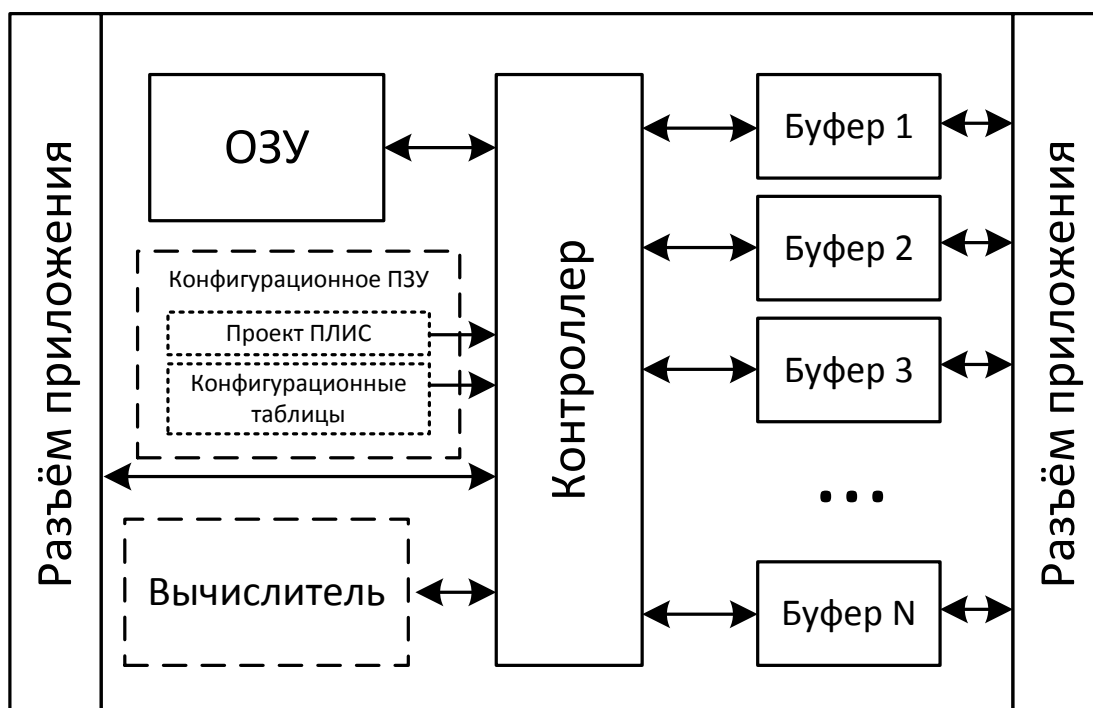 Разъём приложения
ОЗУ
Конфигурационное ПЗУ
Проект ПЛИС
Конфигурационные
таблицы
Вычислитель
Контроллер
Буфер 1
Буфер 2
Буфер 3
...
Буфер N
Разъём приложения